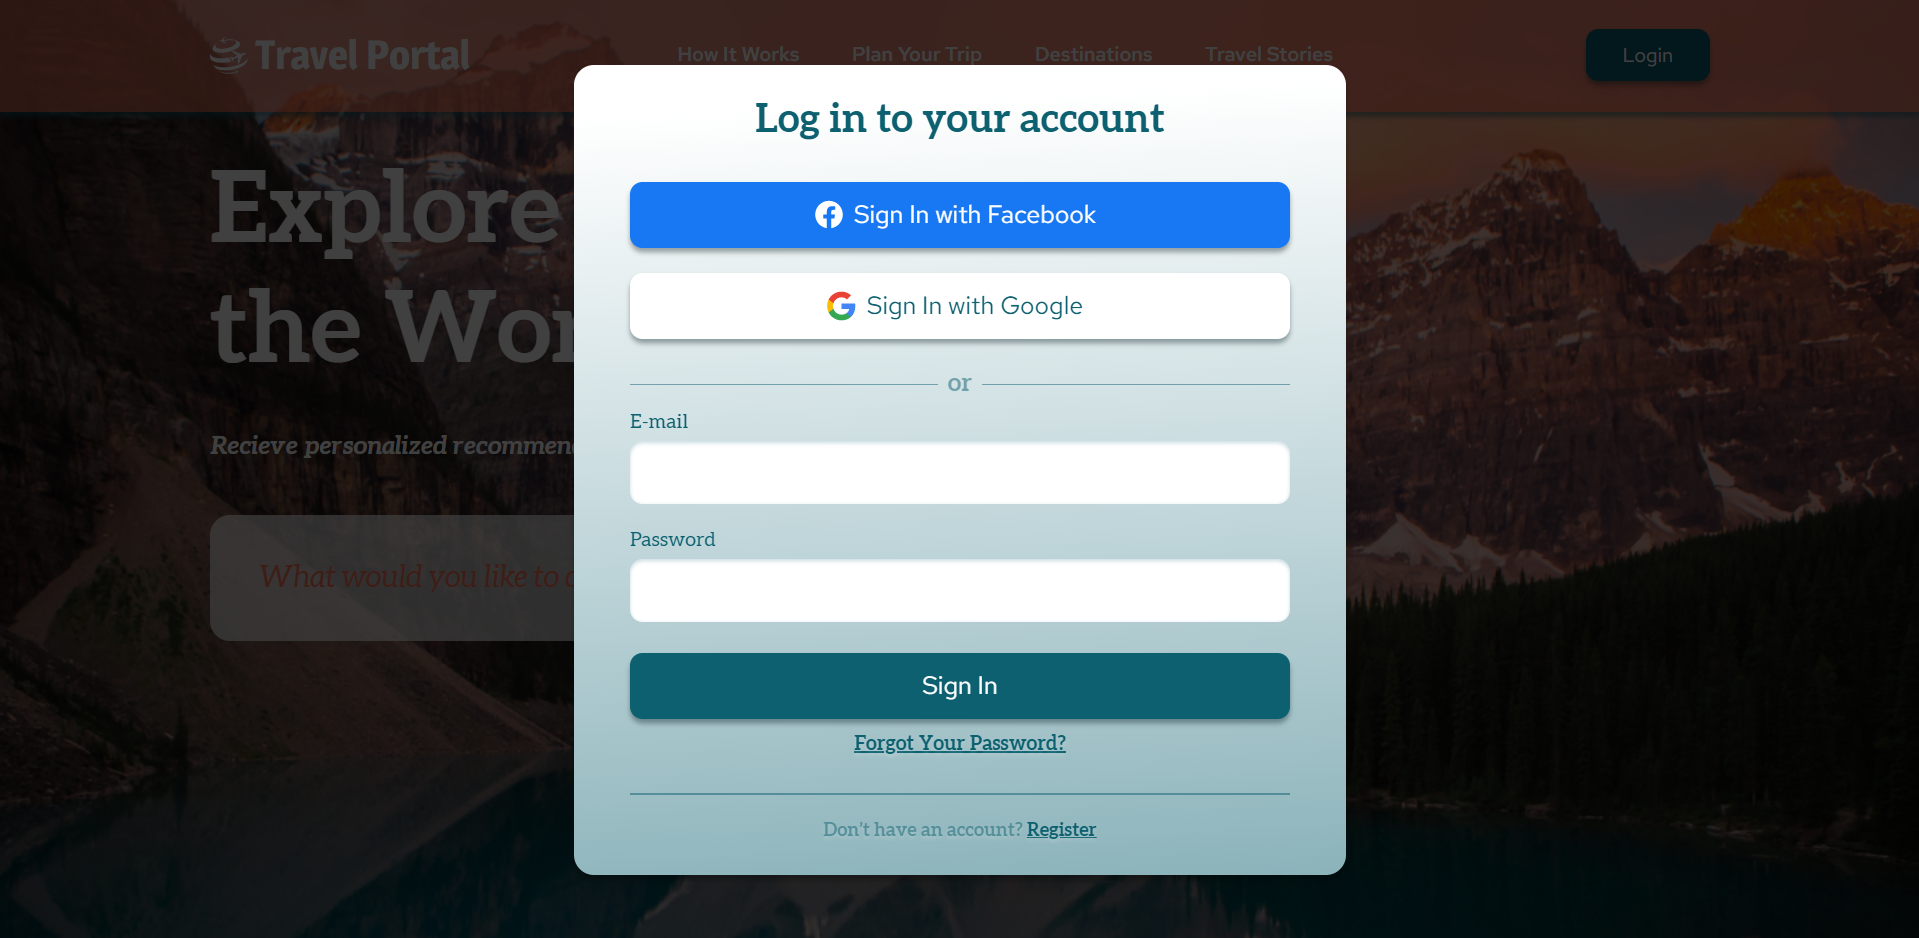 Travel Portal
How It Works
Plan Your Trip
Destinations
Travel Stories
Login
Explore
the Wor
Recieve personalized recommen
What would you like to
Log in to your account
Sign In with Facebook
Sign In with Google
or
E-mail
Password
Sign In
Forgot Your Password?
Don't have an account? Register